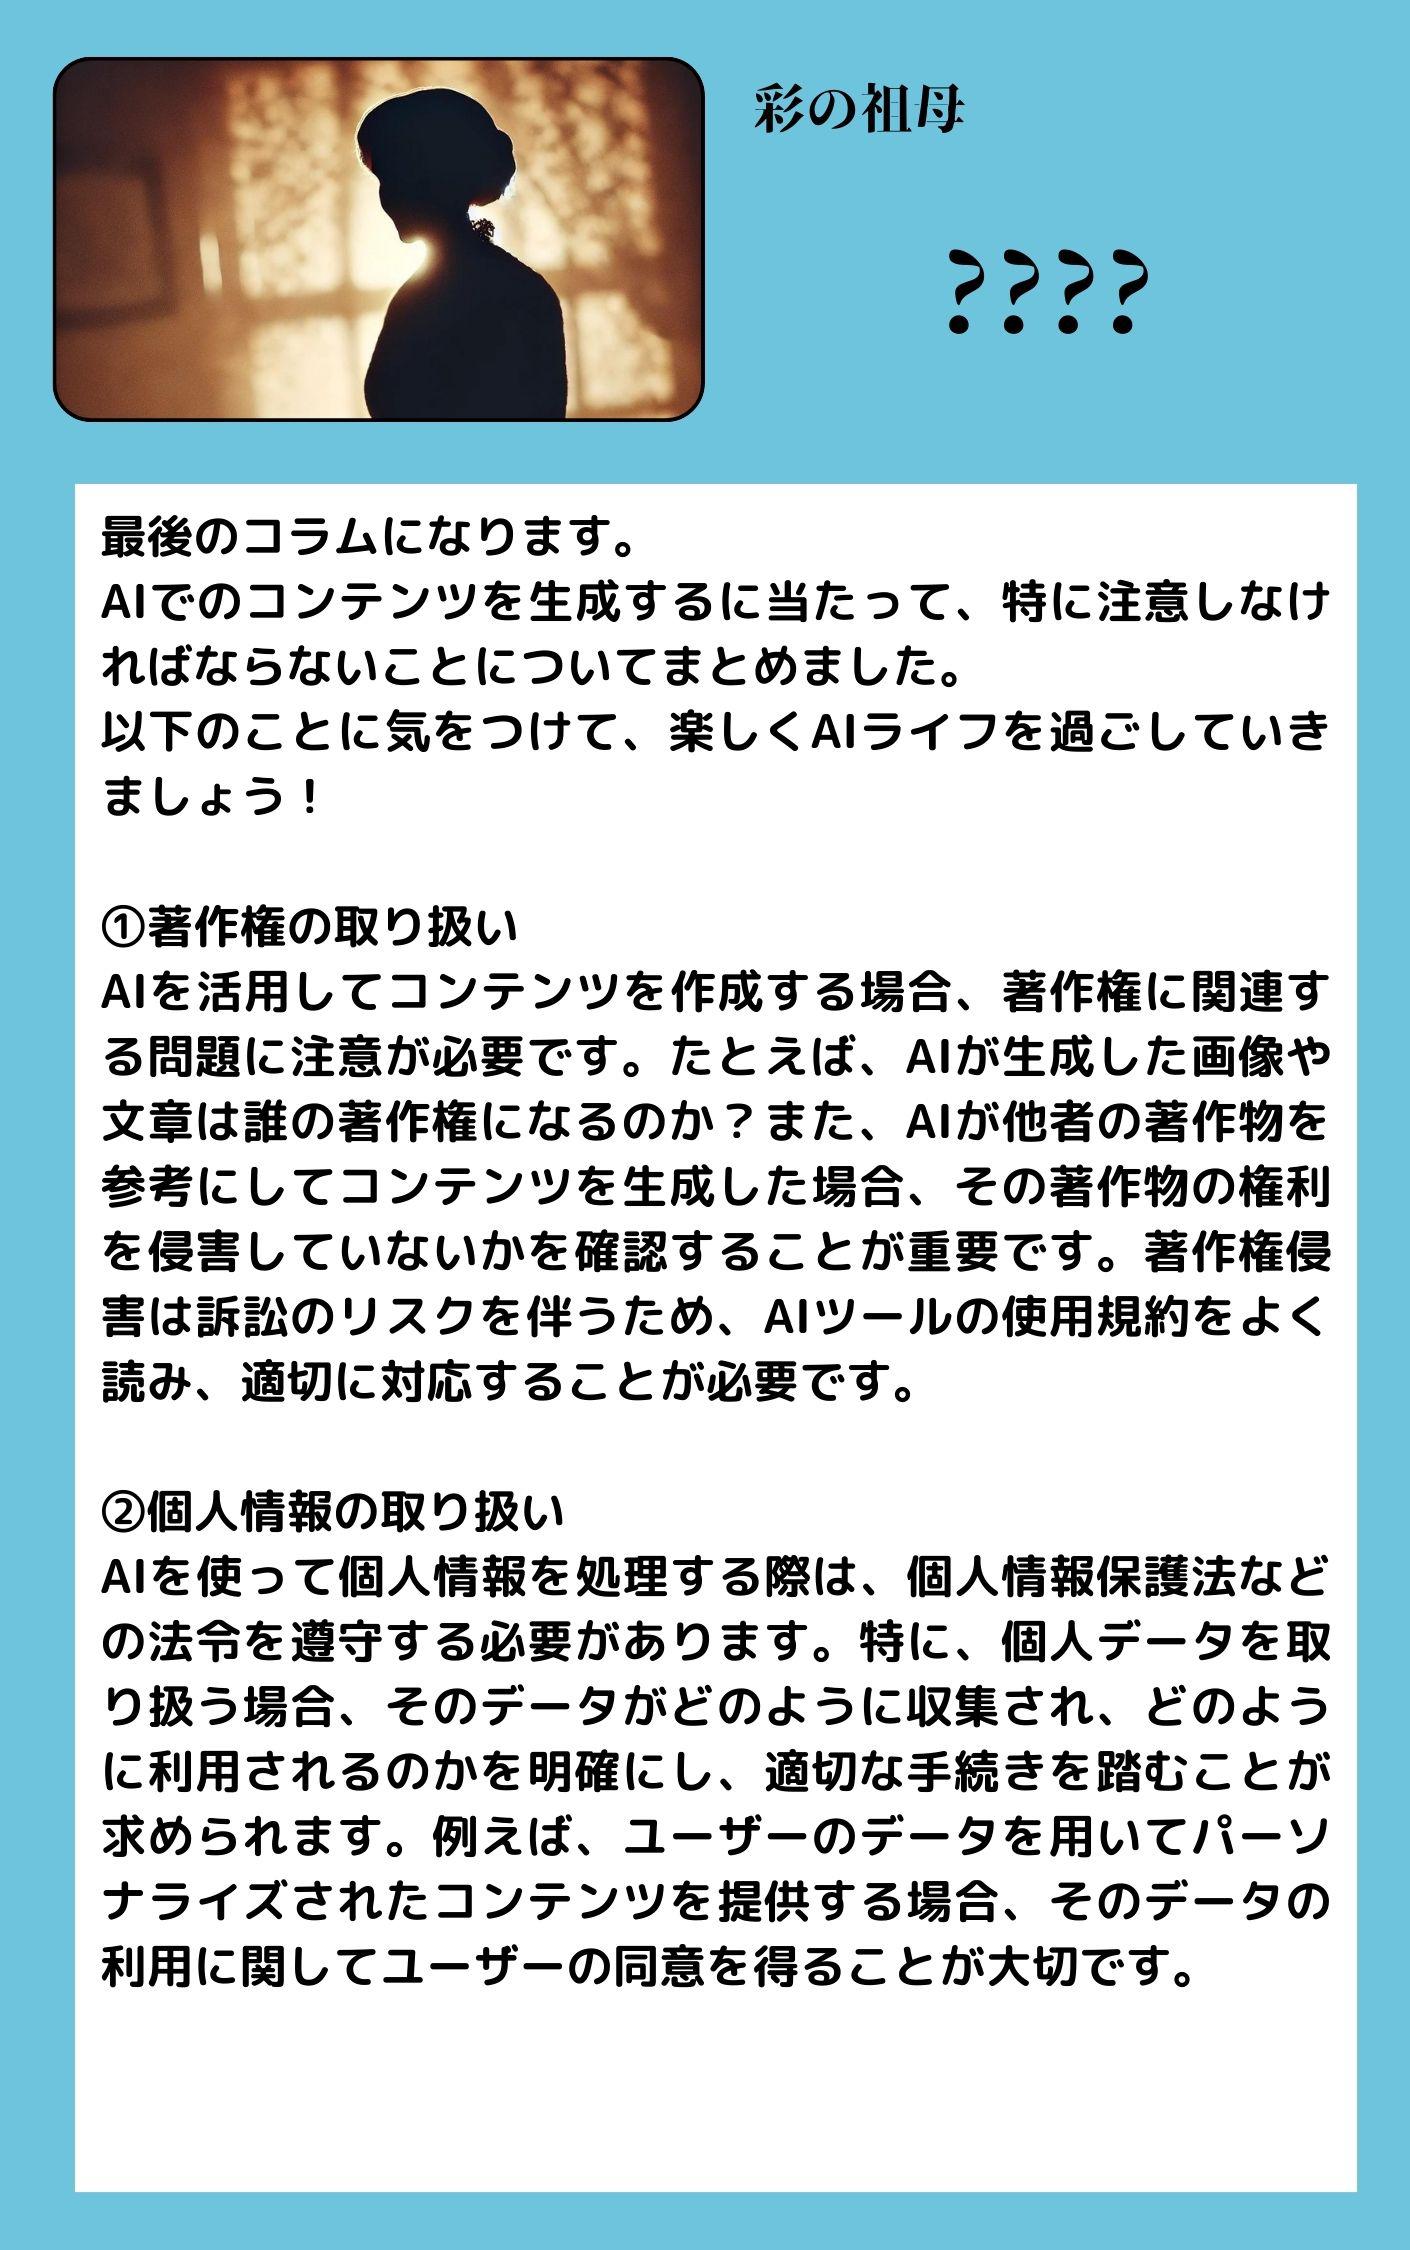 彩の祖母
????
最後のコラムになります。
AIでのコンテンツを生成するに当たって、特に注意しなけ
ればならないことについてまとめました。
以下のことに気をつけて、楽しくAIライフを過ごしていき
ましょう！
①著作権の取り扱い
AIを活用してコンテンツを作成する場合、著作権に関連す
る問題に注意が必要です。たとえば、AIが生成した画像や
文章は誰の著作権になるのか？また、AIが他者の著作物を
参考にしてコンテンツを生成した場合、その著作物の権利
を侵害していないかを確認することが重要です。著作権侵
害は訴訟のリスクを伴うため、AIツールの使用規約をよく
読み、適切に対応することが必要です。
②個人情報の取り扱い
AIを使って個人情報を処理する際は、個人情報保護法など
の法令を遵守する必要があります。特に、個人データを取
り扱う場合、そのデータがどのように収集され、どのよう
に利用されるのかを明確にし、適切な手続きを踏むことが
求められます。例えば、ユーザーのデータを用いてパーソ
ナライズされたコンテンツを提供する場合、そのデータの
利用に関してユーザーの同意を得ることが大切です。